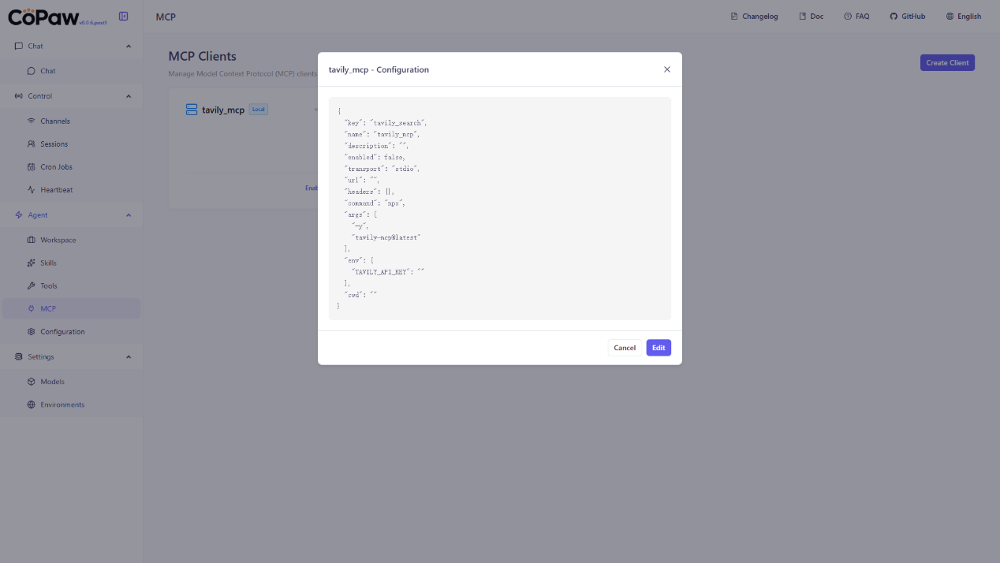 CoPaw v0.0.6.post1
MCP
Changelog
Doc
FAQ
GitHub
English
Chat
Chat
Control
Channels
Sessions
Cron Jobs
Heartbeat
Agent
Workspace
Skills
Tools
MCP
Configuration
Settings
Models
Environments
MCP Clients
Manage Model Context Protocol (MCP) clients
Create Client
tavily_mcp Local
tavily_mcp - Configuration
{
"key": "tavily_search",
"name": "tavily_mcp",
"description": "",
"enabled": false,
"transport": "stdio",
"url": "",
"headers": {},
"command": "npx",
"args": [
"-y",
"tavily-mcp@latest"
],
"env": [
"TAVILY_API_KEY": ""
],
"cwd": ""
}
Cancel
Edit